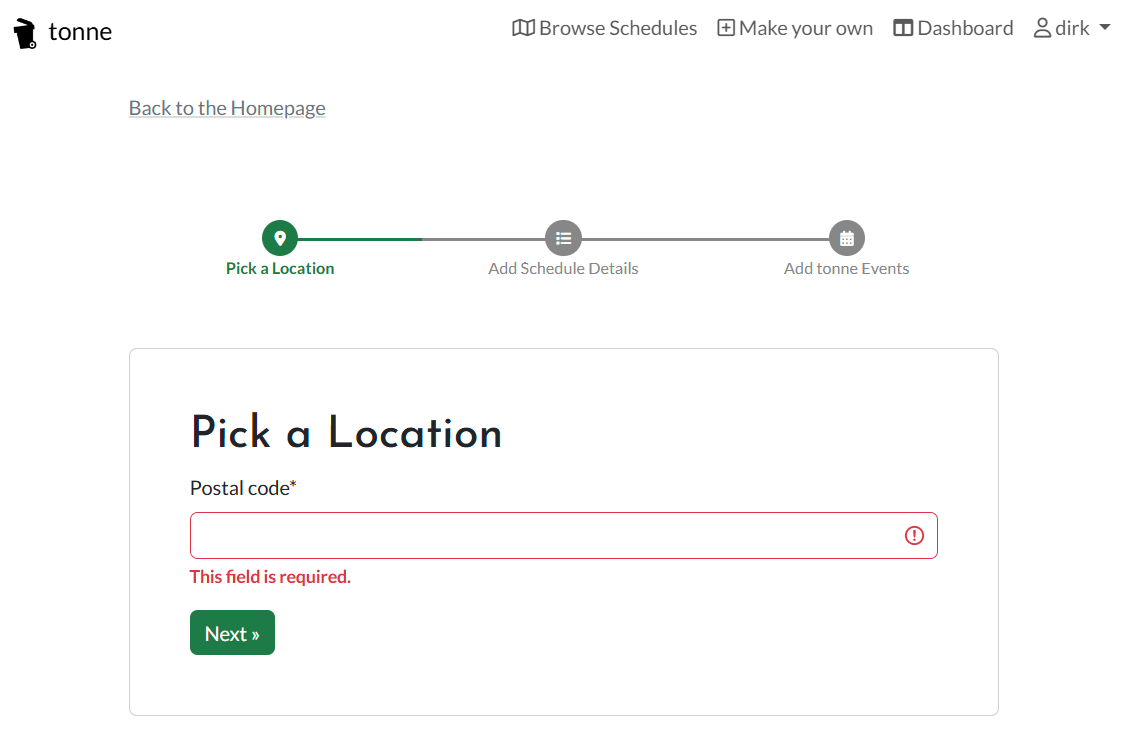 tonne
Browse Schedules Make your own Dashboard dirk
Back to the Homepage
Pick a Location Add Schedule Details Add tonne Events
Pick a Location
Postal code*
This field is required.
Next »